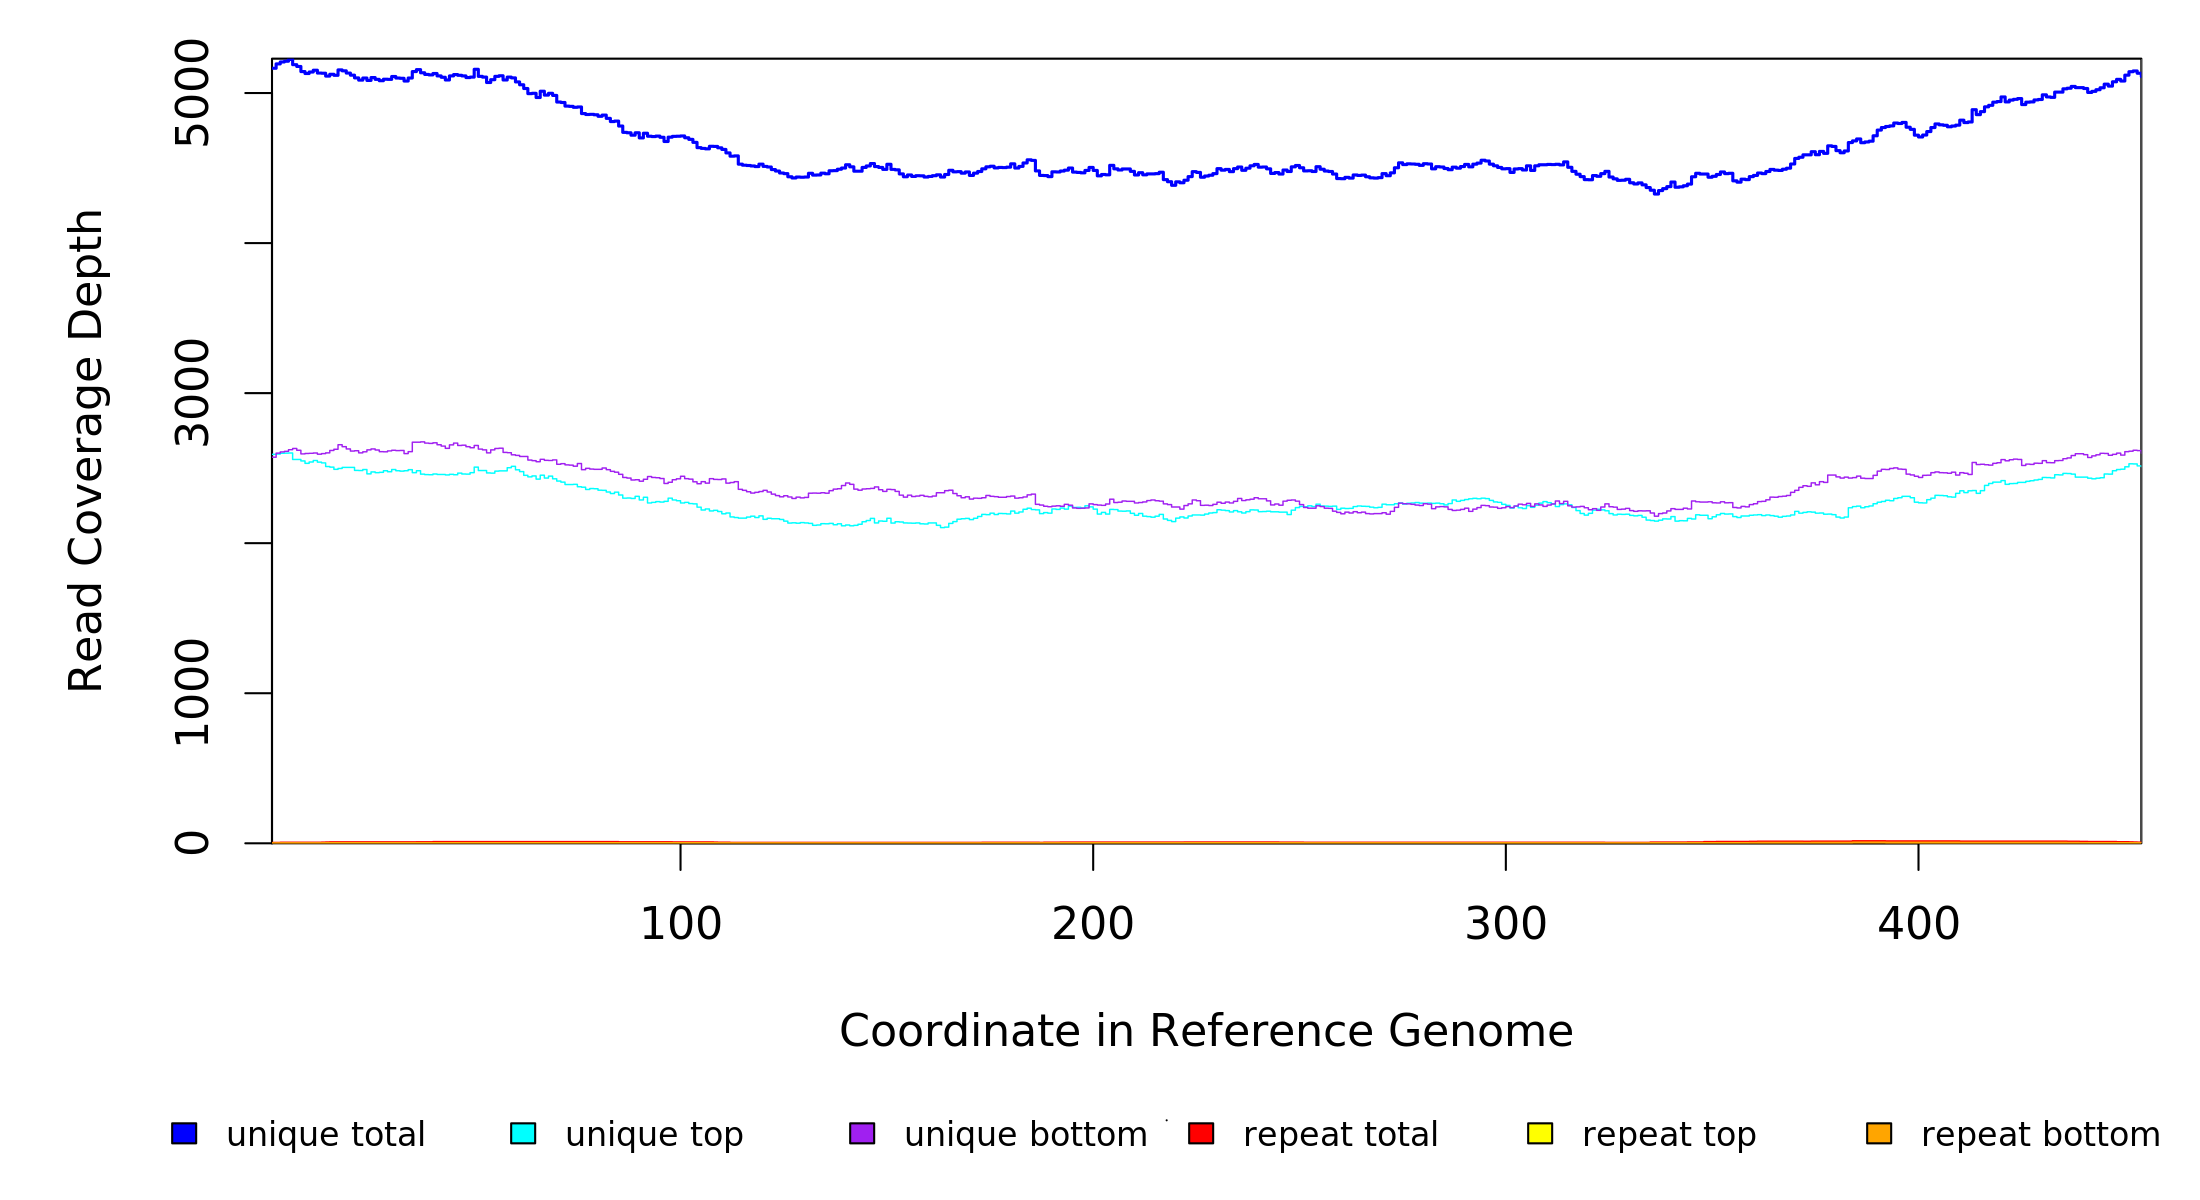 5000
3000
1000
0
Read Coverage Depth
100 200 300 400
Coordinate in Reference Genome
unique total unique top unique bottom repeat total repeat top repeat bottom